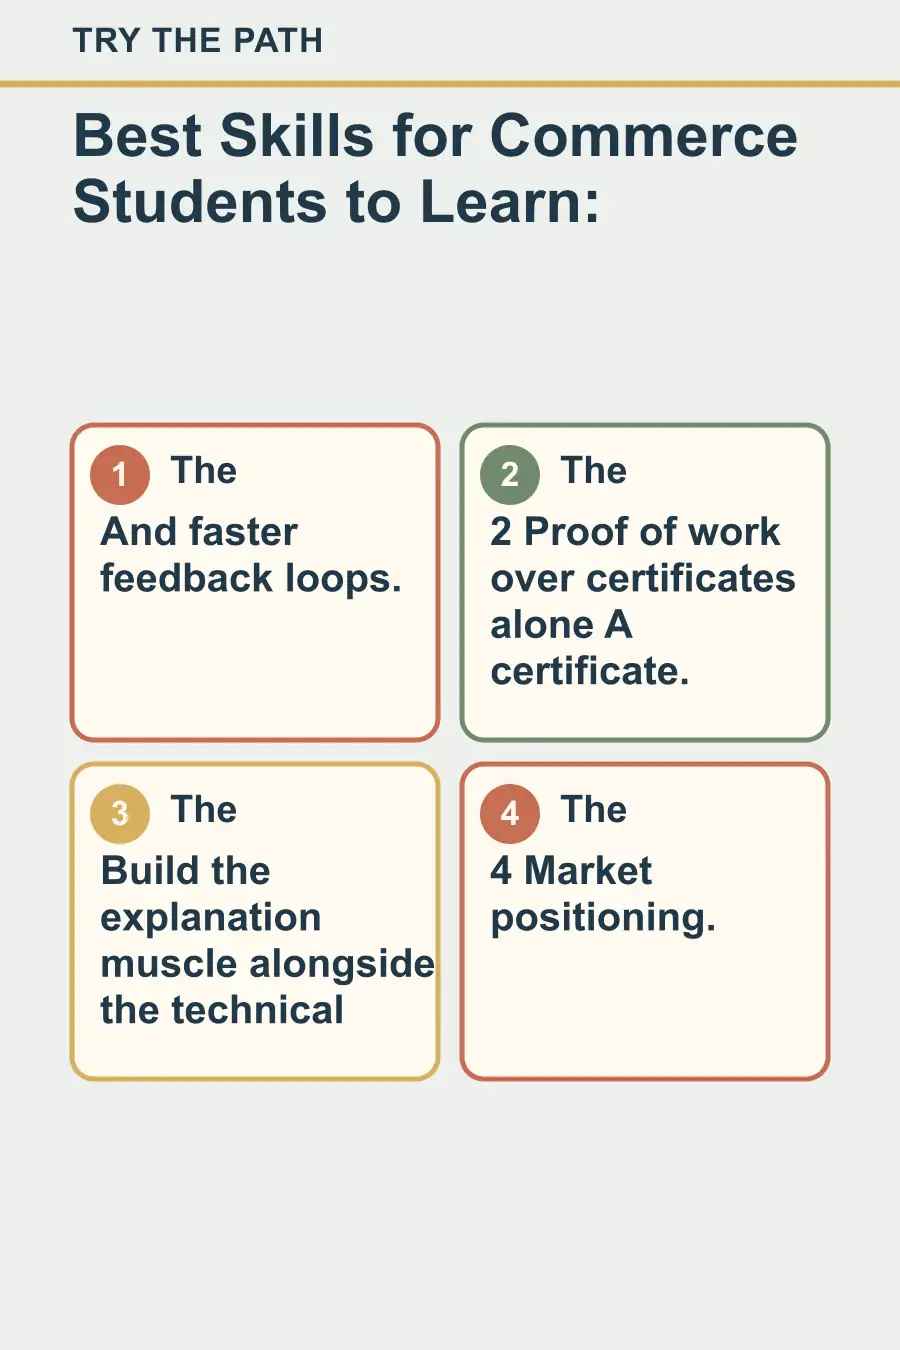 TRY THE PATH
Best Skills for Commerce
Students to Learn:
1 The
And faster
feedback loops.
2 The
2 Proof of work
over certificates
alone A
certificate.
3 The
Build the
explanation
muscle alongside
the technical
4 The
4 Market
positioning.